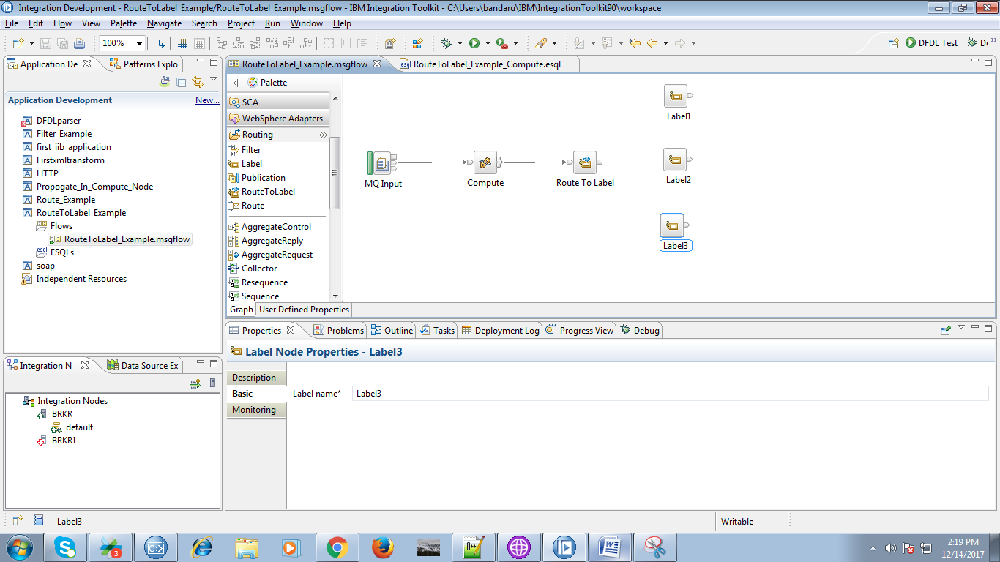 Integration Development - RouteToLabel_Example/RouteToLabel_Example.msgflow - IBM Integration Toolkit - C:\Users\bandaru\IBM\IntegrationToolkit90\workspace
File Edit Flow View Palette Navigate Search Project Run Window Help
100% DFDL Test D
Application De Patterns Explo
Application Development New...
DFDLparser
Filter_Example
first_iib_application
Firstxmltransform
HTTP
Propogate_In_Compute_Node
Route_Example
RouteToLabel_Example
Flows
RouteToLabel_Example.msgflow
esql ESQLs
soap
Independent Resources
RouteToLabel_Example.msgflow esql RouteToLabel_Example_Compute.esql
Palette
SCA
WebSphere Adapters
Routing
Filter
Label
Publication
RouteToLabel
Route
AggregateControl
AggregateReply
AggregateRequest
Collector
Resequence
Sequence
Label1
Label2
MQ Input Compute Route To Label
Label3
Graph User Defined Properties
Integration N Data Source Ex
Integration Nodes
BRKR
default
BRKR1
Properties Problems Outline Tasks Deployment Log Progress View Debug
Label Node Properties - Label3
Description
Basic
Monitoring
Label name* Label3
Label3 Writable
3
2:19 PM
12/14/2017